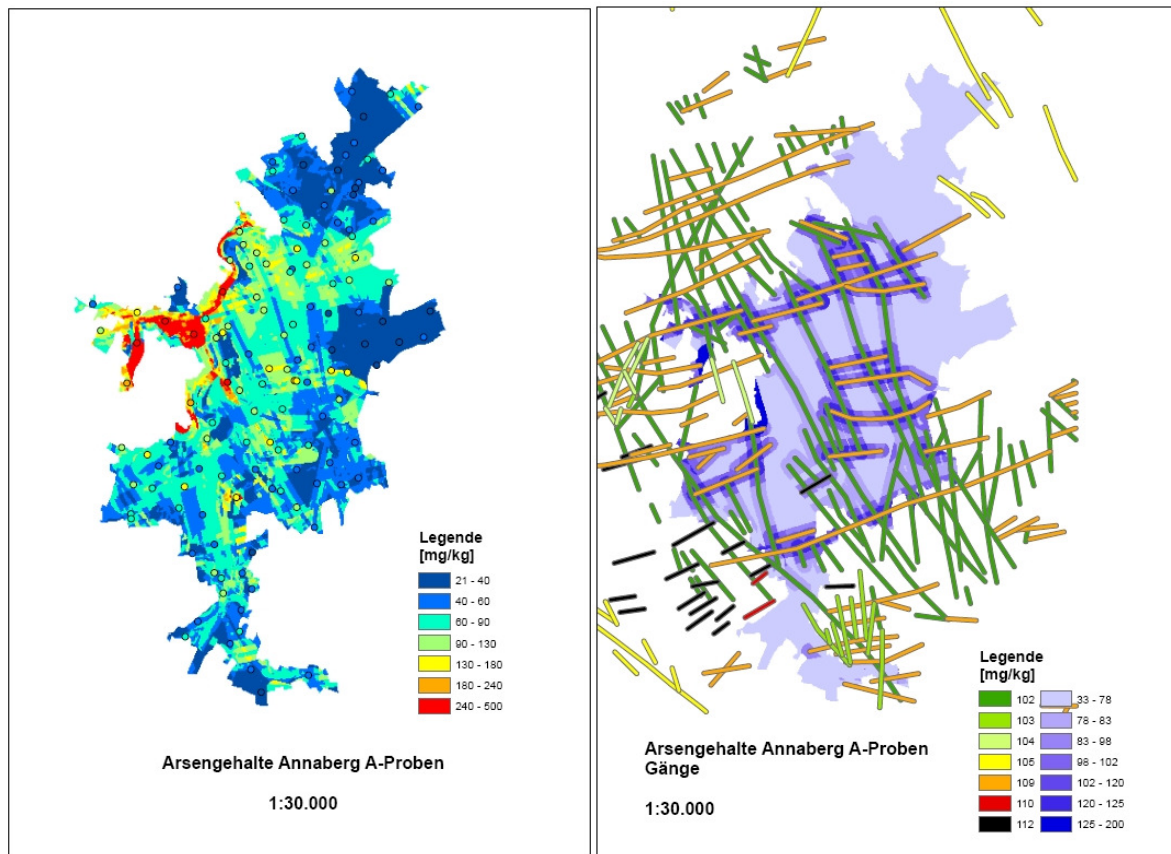 Legende
[mg/kg]
21 - 40
40 - 60
60 - 90
90 - 130
130 - 180
180 - 240
240 - 500
Arsengehalte Annaberg A-Proben
1:30.000
Legende
[mg/kg]
102 33 - 78
103 78 - 83
104 83 - 98
105 98 - 102
109 102 - 120
110 120 - 125
112 125 - 200
Arsengehalte Annaberg A-Proben
Gänge
1:30.000